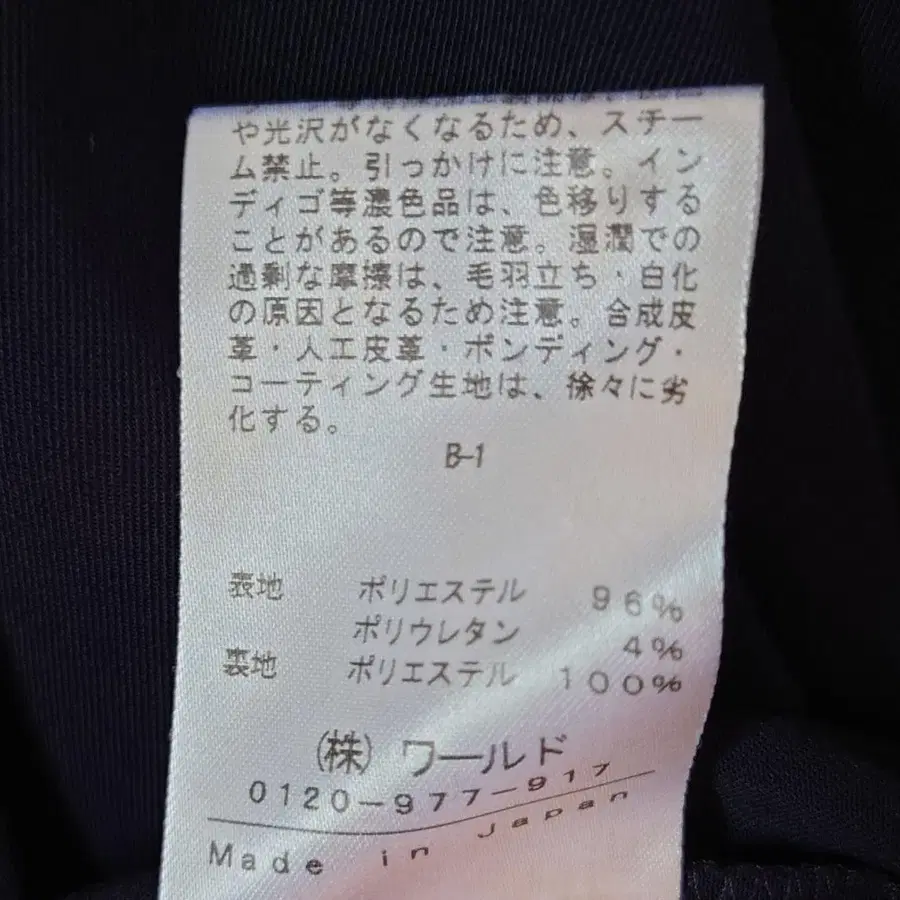 や光沢がなくなるため、スチー
ム禁止。引っかけに注意。イン
ディゴ等濃色品は、色移りする
ことがあるので注意。湿潤での
過剰な摩擦は、毛羽立ち・白化
の原因となるため注意。合成皮
革・人工皮革・ボンディング・
コーティング生地は、徐々に劣
化する。
B-1
表地 ポリエステル 96%
ポリウレタン 4%
裏地 ポリエステル 100%
(株) ワールド
0120-977-917
Made in Japan